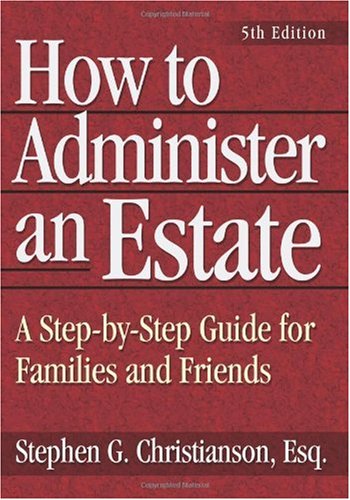 5th Edition
How to
Administer
an Estate
A Step-by-Step Guide for
Families and Friends
Stephen G. Christianson, Esq.